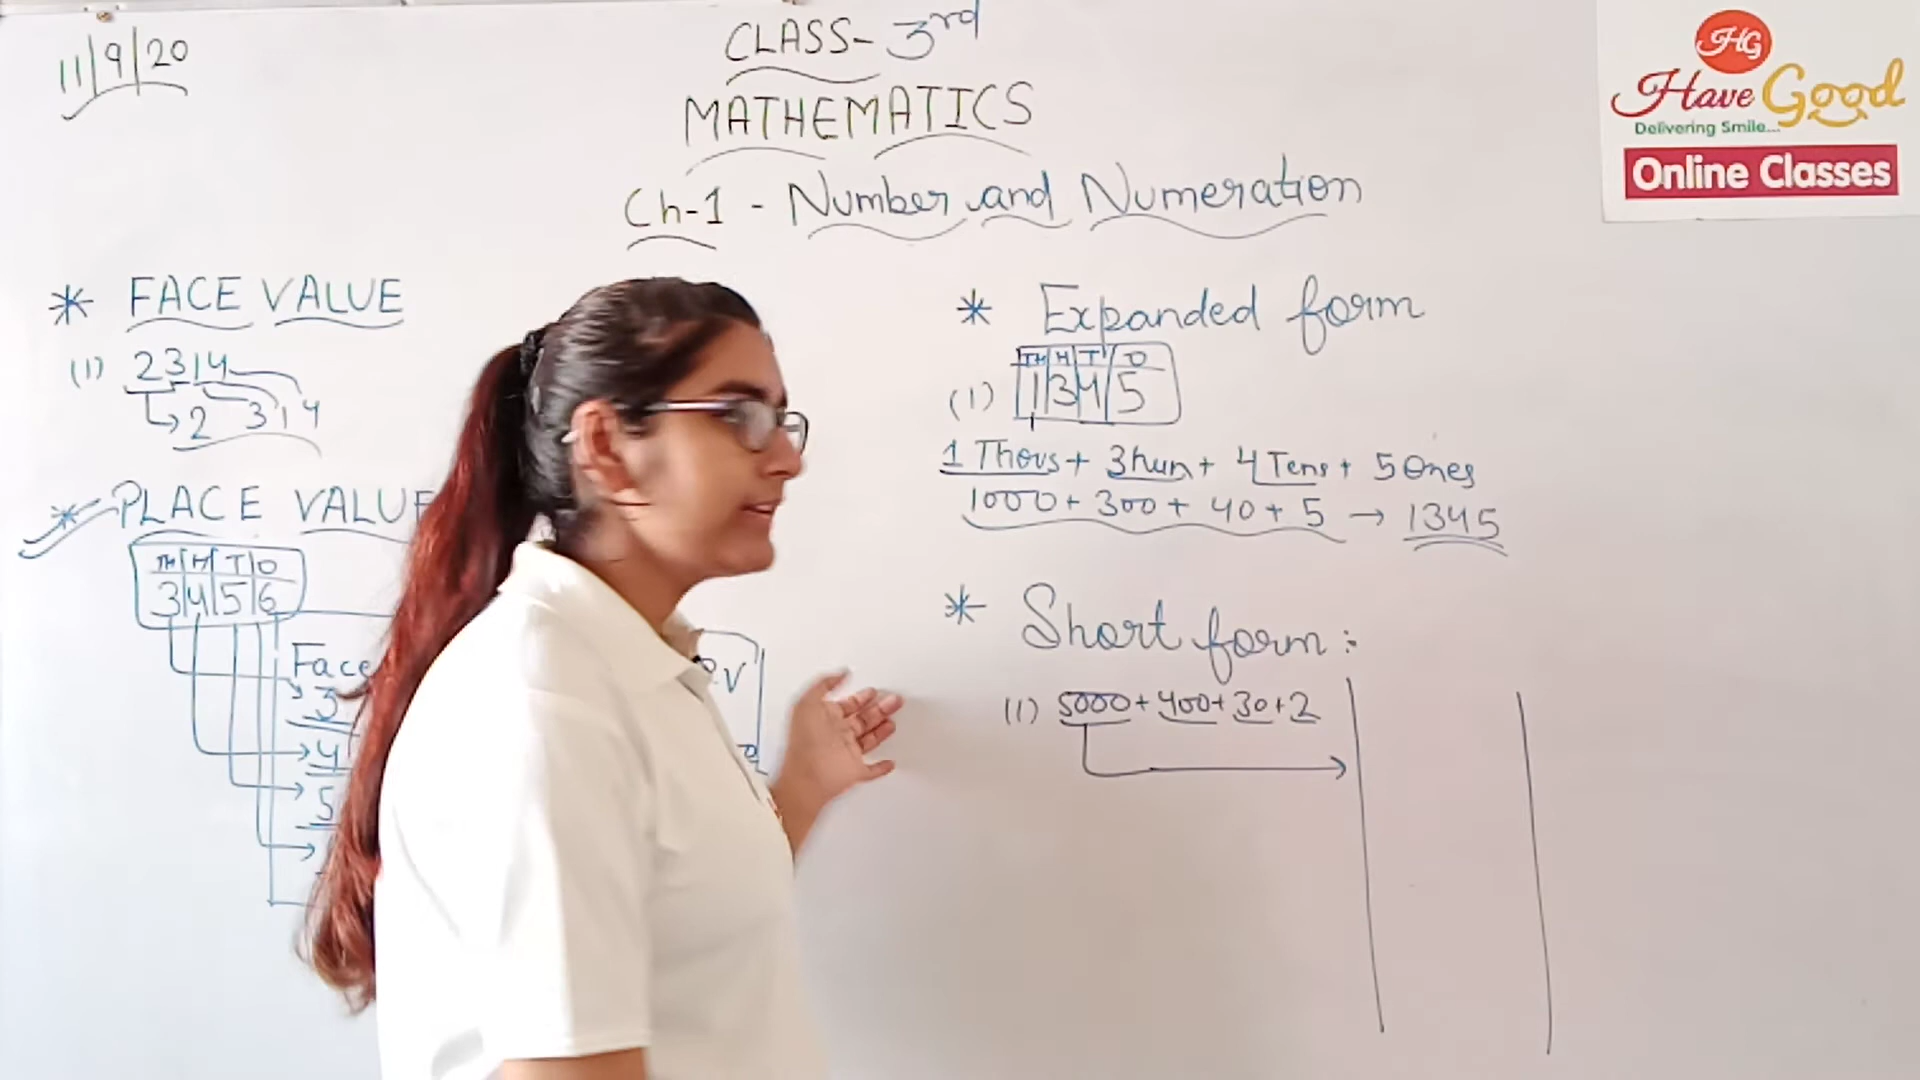 11/9/20
CLASS- 3rd
MATHEMATICS
Ch-1 - Number and Numeration
HG
Have Good
Delivering Smile...
Online Classes
* FACE VALUE
(1) 2314
2 3 1 4
* PLACE VALUE
TH H T O
3 4 5 6
Face
3
4
5
P.V
* Expanded form
TH H T O
(1) 1 3 4 5
1 Thous + 3 hun + 4 Tens + 5 Ones
1000 + 300 + 40 + 5 → 1345
* Short form :
(1) 5000 + 400 + 30 + 2